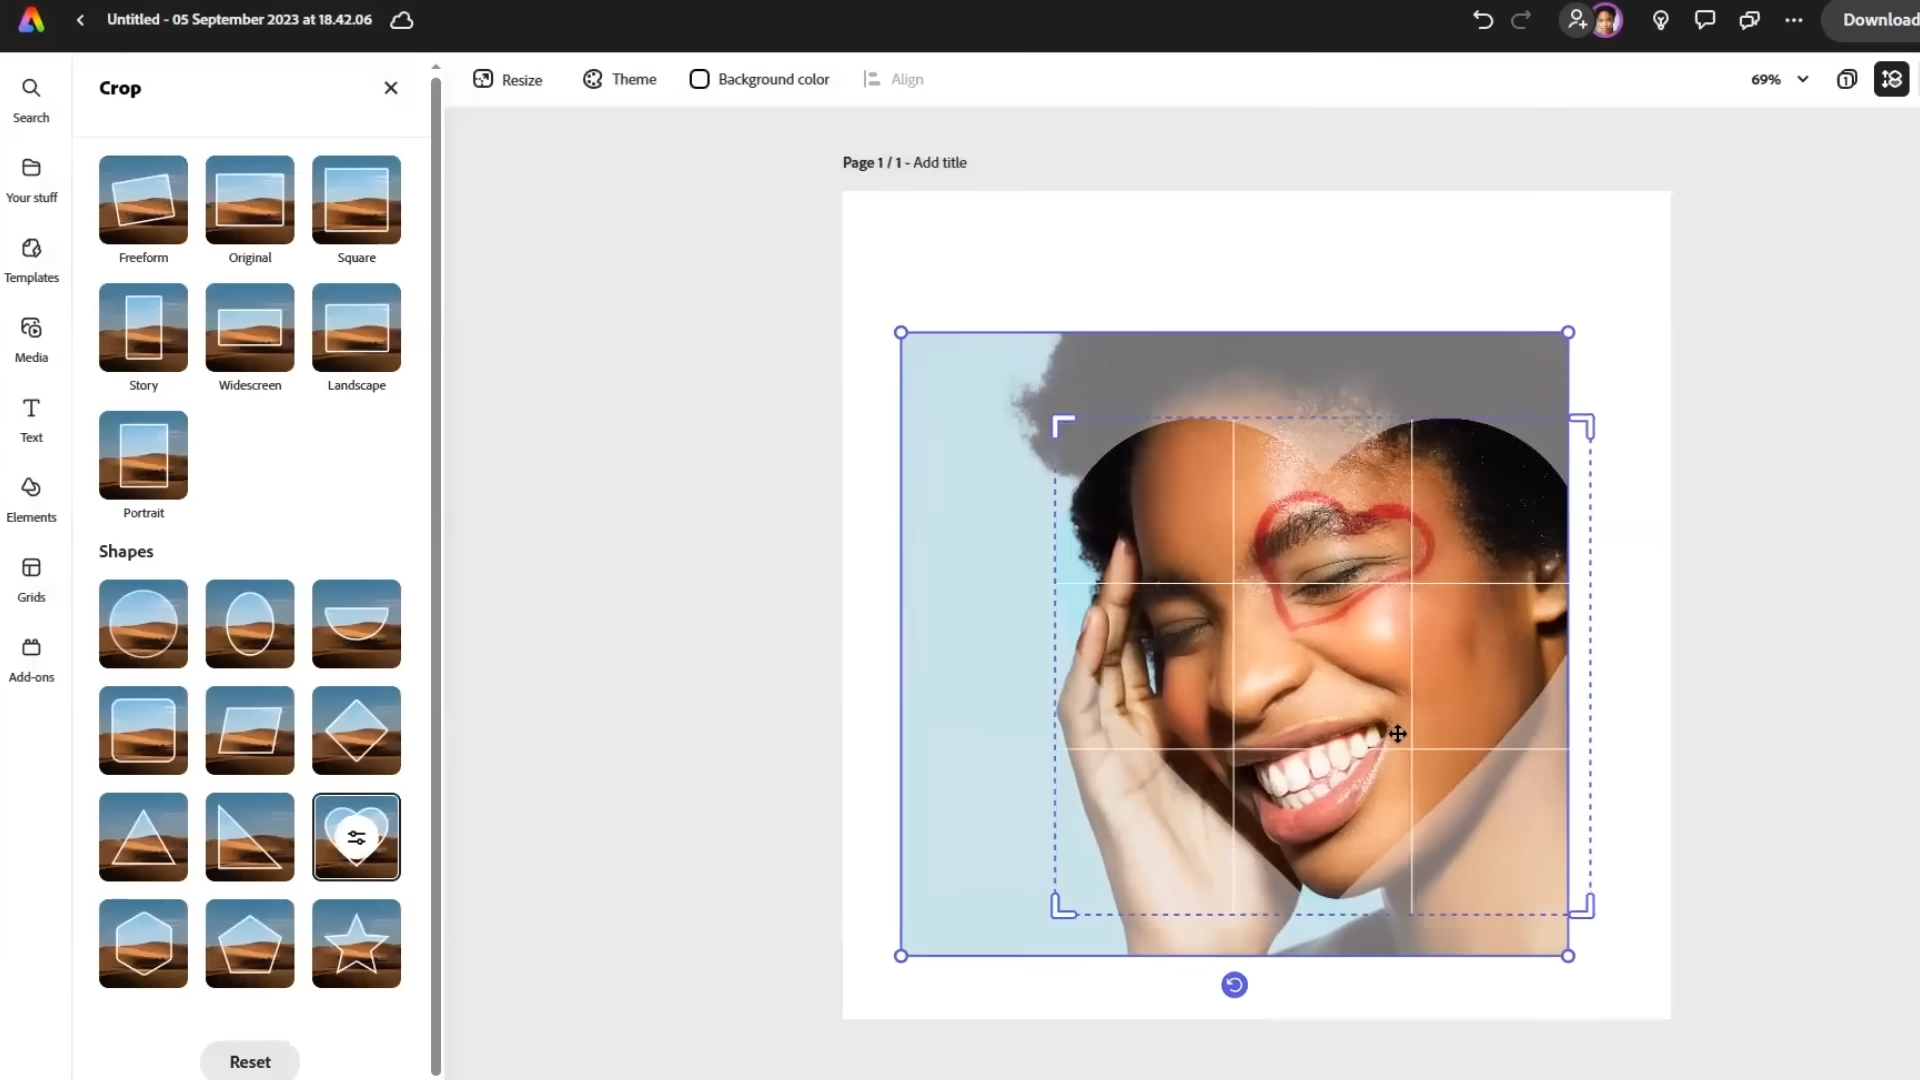 Untitled - 05 September 2023 at 18.42.06
Download
Search
Your stuff
Templates
Media
Text
Elements
Grids
Add-ons
Crop
Freeform
Original
Square
Story
Widescreen
Landscape
Portrait
Shapes
Reset
Resize
Theme
Background color
Align
69%
1
Page 1 / 1 - Add title